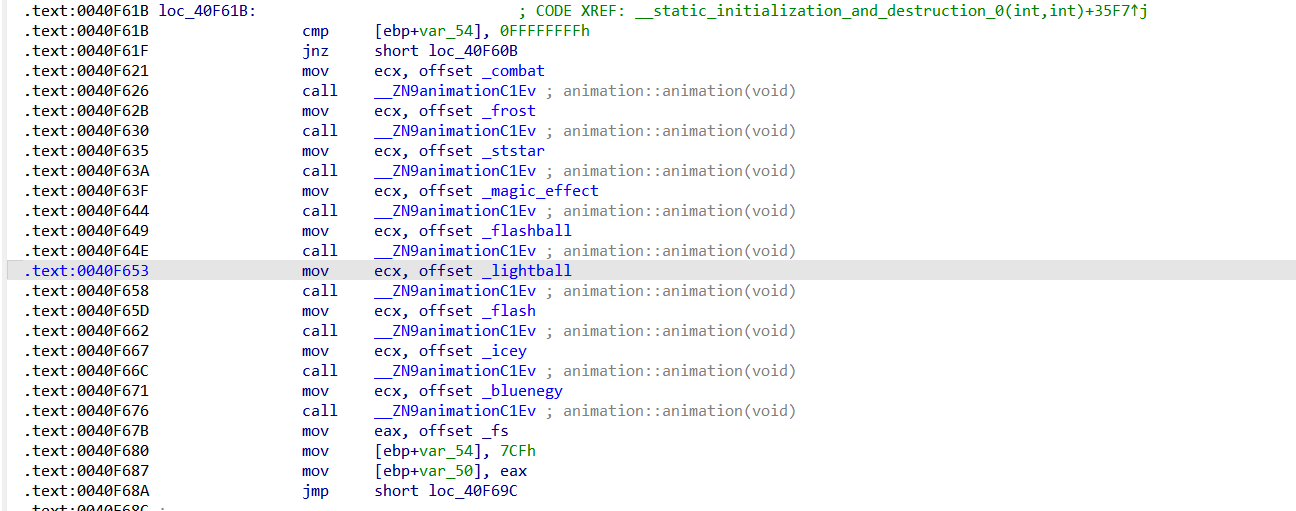 .text:0040F61B loc_40F61B: ; CODE XREF: __static_initialization_and_destruction_0(int,int)+35F7↑j
.text:0040F61B cmp [ebp+var_54], 0FFFFFFFFh
.text:0040F61F jnz short loc_40F60B
.text:0040F621 mov ecx, offset _combat
.text:0040F626 call __ZN9animationC1Ev ; animation::animation(void)
.text:0040F62B mov ecx, offset _frost
.text:0040F630 call __ZN9animationC1Ev ; animation::animation(void)
.text:0040F635 mov ecx, offset _ststar
.text:0040F63A call __ZN9animationC1Ev ; animation::animation(void)
.text:0040F63F mov ecx, offset _magic_effect
.text:0040F644 call __ZN9animationC1Ev ; animation::animation(void)
.text:0040F649 mov ecx, offset _flashball
.text:0040F64E call __ZN9animationC1Ev ; animation::animation(void)
.text:0040F653 mov ecx, offset _lightball
.text:0040F658 call __ZN9animationC1Ev ; animation::animation(void)
.text:0040F65D mov ecx, offset _flash
.text:0040F662 call __ZN9animationC1Ev ; animation::animation(void)
.text:0040F667 mov ecx, offset _icey
.text:0040F66C call __ZN9animationC1Ev ; animation::animation(void)
.text:0040F671 mov ecx, offset _bluenegy
.text:0040F676 call __ZN9animationC1Ev ; animation::animation(void)
.text:0040F67B mov eax, offset _fs
.text:0040F680 mov [ebp+var_54], 7CFh
.text:0040F687 mov [ebp+var_50], eax
.text:0040F68A jmp short loc_40F69C
.text:0040F68C ;